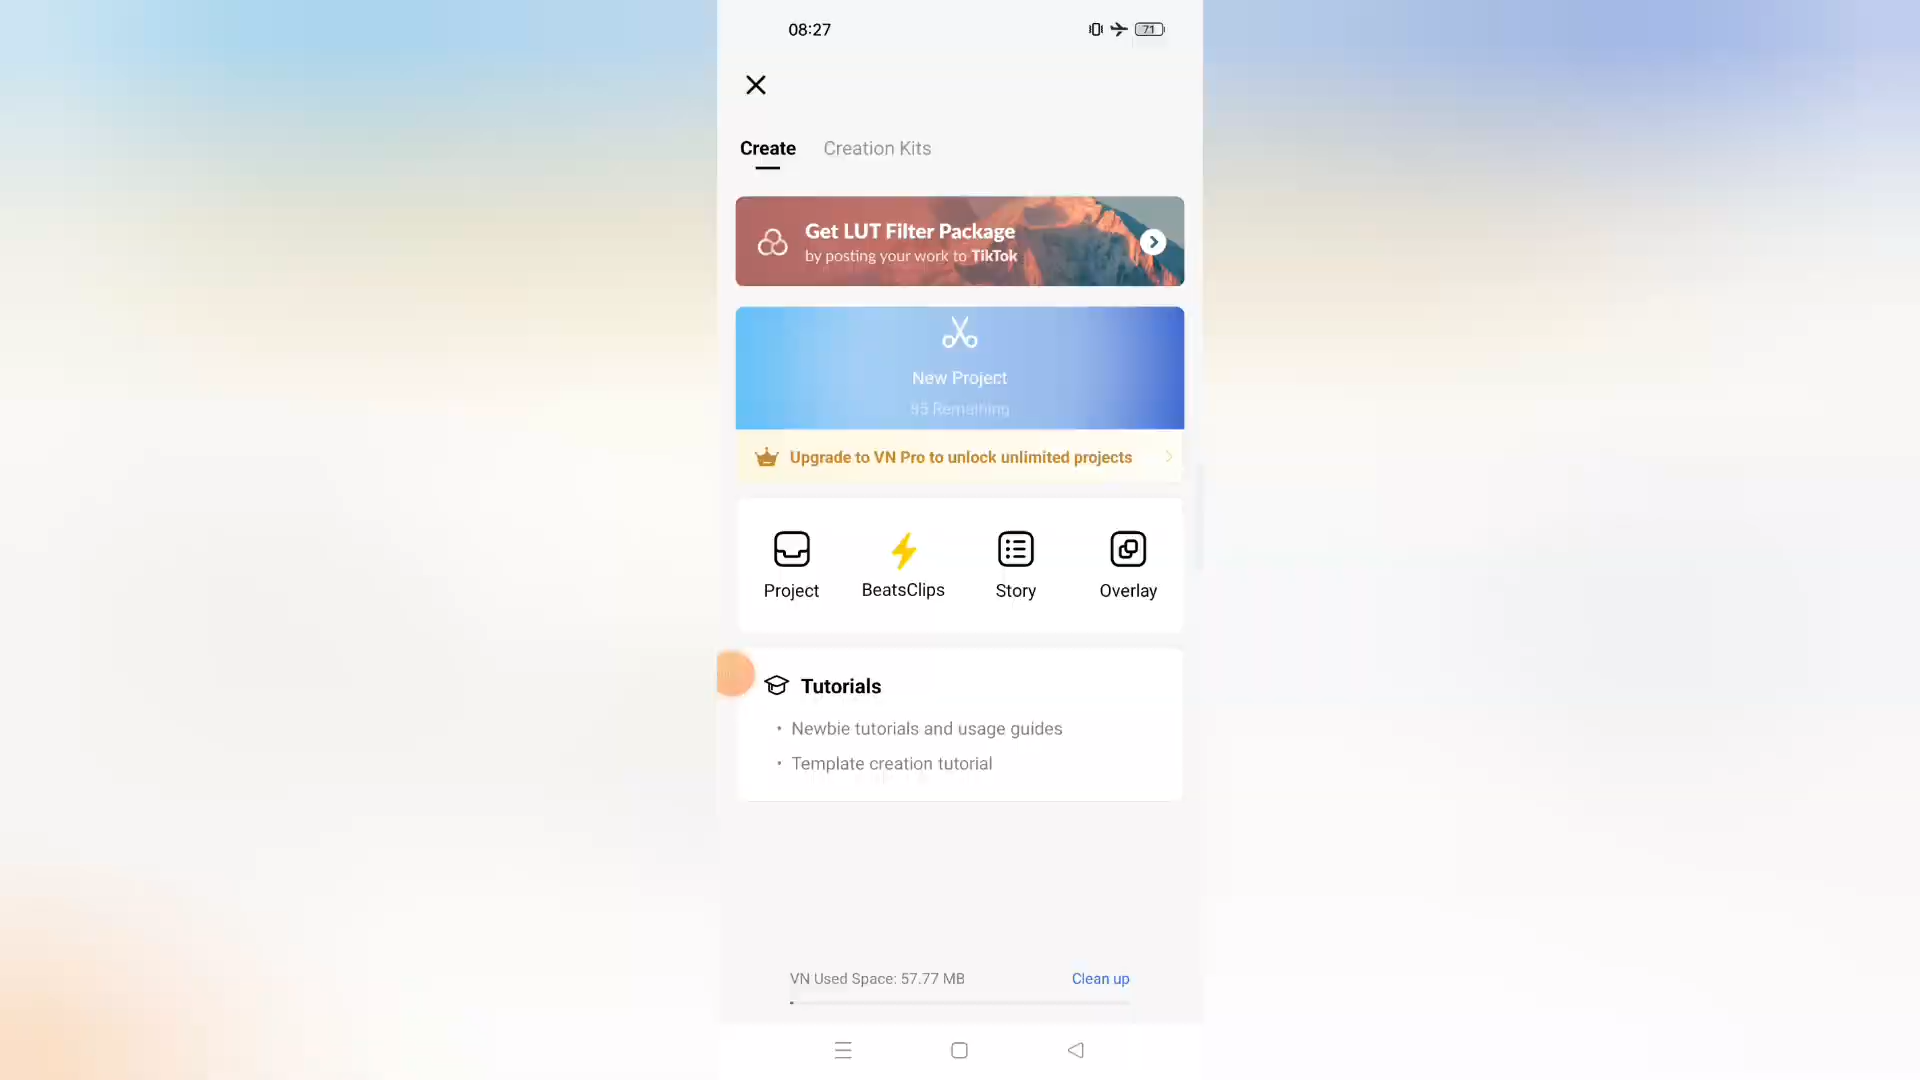 08:27
71
Create Creation Kits
Get LUT Filter Package
by posting your work to TikTok
New Project
95 Remaining
Upgrade to VN Pro to unlock unlimited projects
Project BeatsClips Story Overlay
Tutorials
• Newbie tutorials and usage guides
• Template creation tutorial
VN Used Space: 57.77 MB Clean up